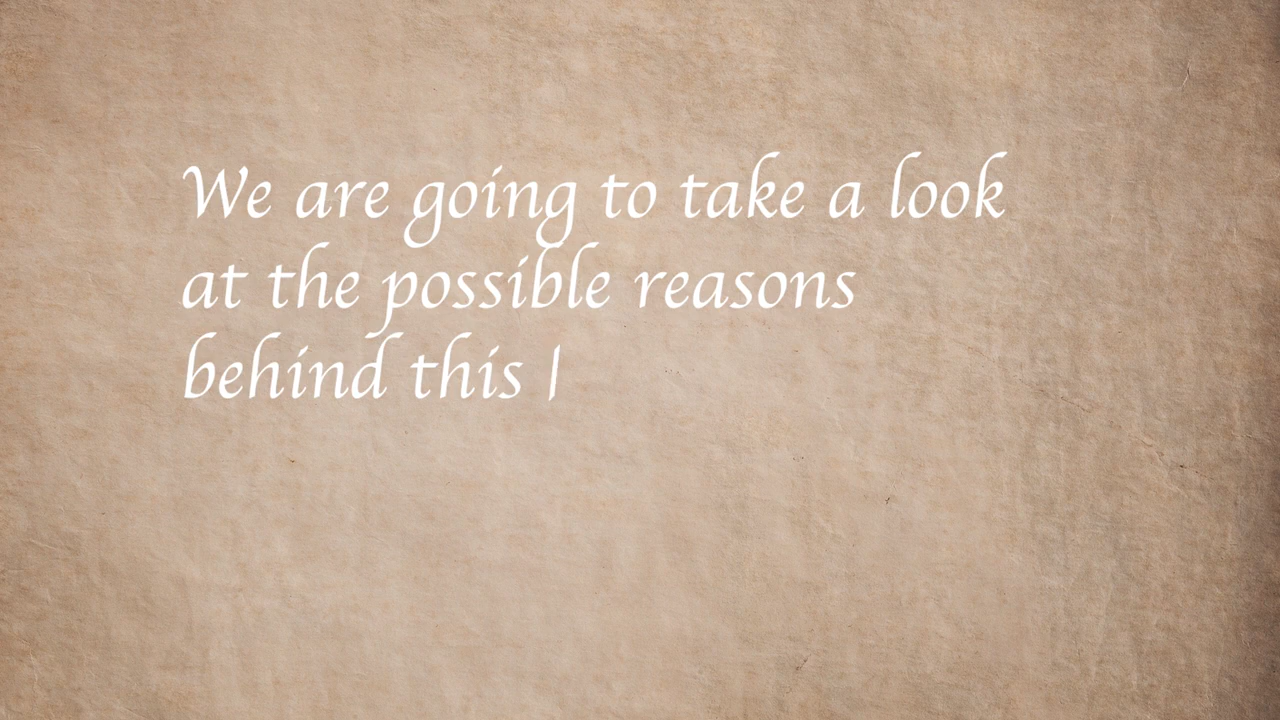 We are going to take a look
at the possible reasons
behind this